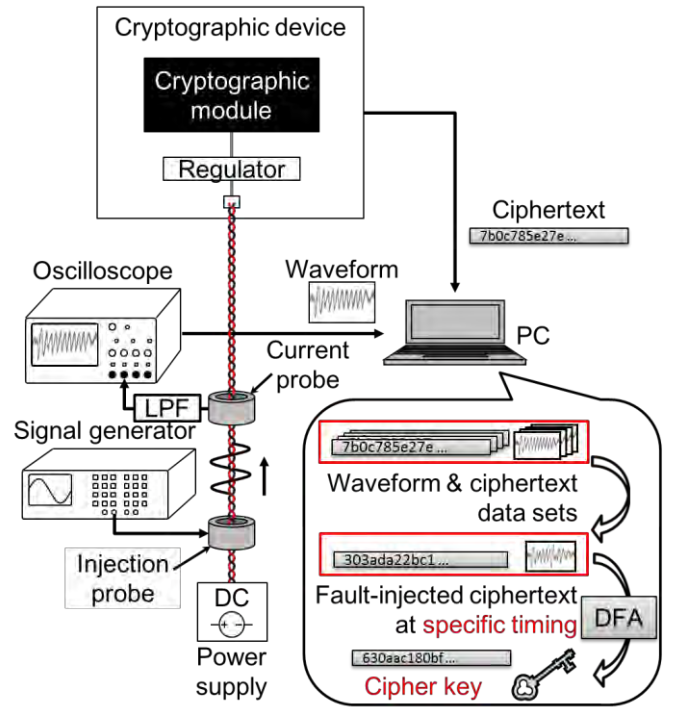 Cryptographic device
Cryptographic
module
Regulator
Ciphertext
7b0c785e27e ...
Oscilloscope
Waveform
PC
Current
probe
LPF
Signal generator
7b0c785e27e ...
Waveform & ciphertext
data sets
Injection
probe
303ada22bc1 ...
Fault-injected ciphertext
at specific timing
DFA
DC
Power
supply
630aac180bf ...
Cipher key